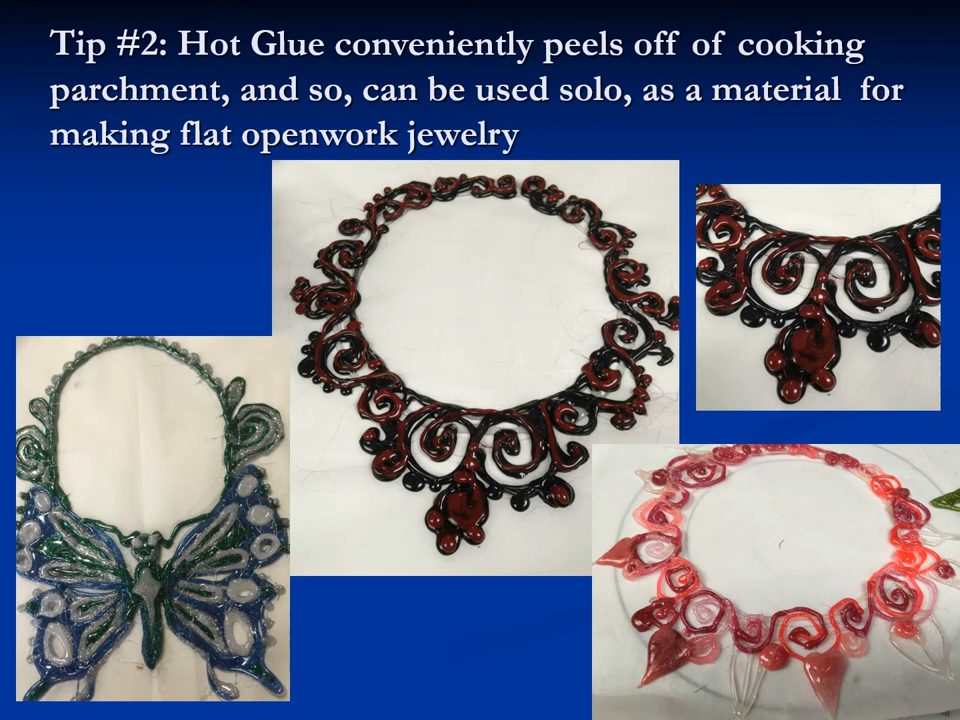 Tip #2: Hot Glue conveniently peels off of cooking
parchment, and so, can be used solo, as a material for
making flat openwork jewelry